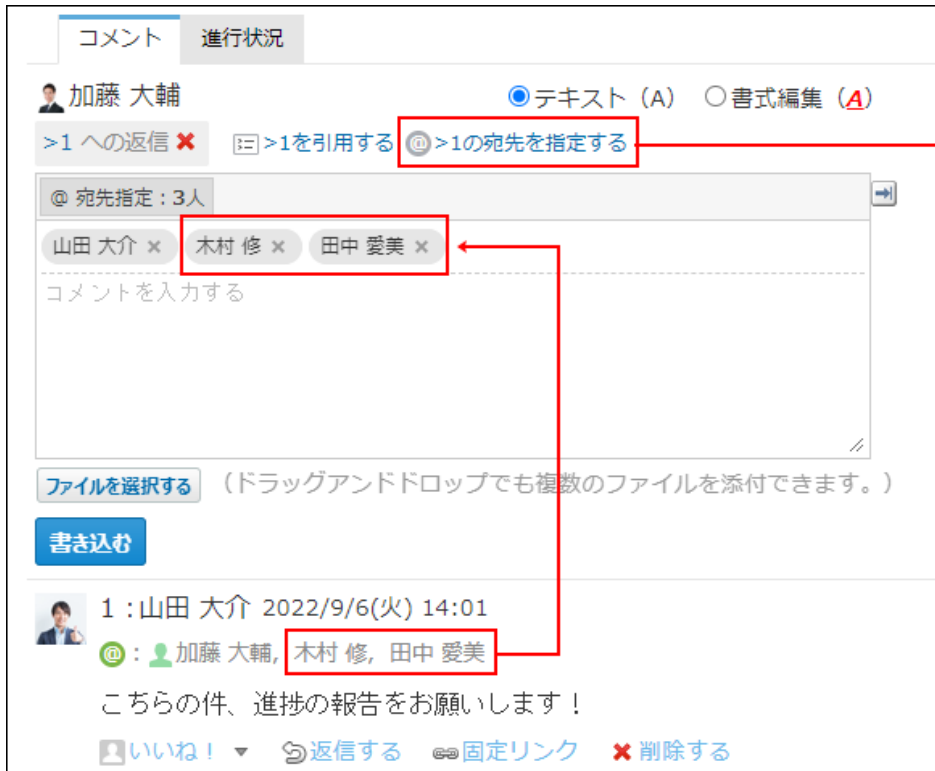 コメント 進行状況
加藤 大輔 テキスト（A） 書式編集（A）
>1 への返信 >1を引用する @>1の宛先を指定する
@ 宛先指定：3人
山田 大介 × 木村 修 × 田中 愛美 ×
コメントを入力する
ファイルを選択する （ドラッグアンドドロップでも複数のファイルを添付できます。）
書き込む
1：山田 大介 2022/9/6(火) 14:01
@： 加藤 大輔, 木村 修, 田中 愛美
こちらの件、進捗の報告をお願いします！
いいね！ ▼ 返信する 固定リンク 削除する